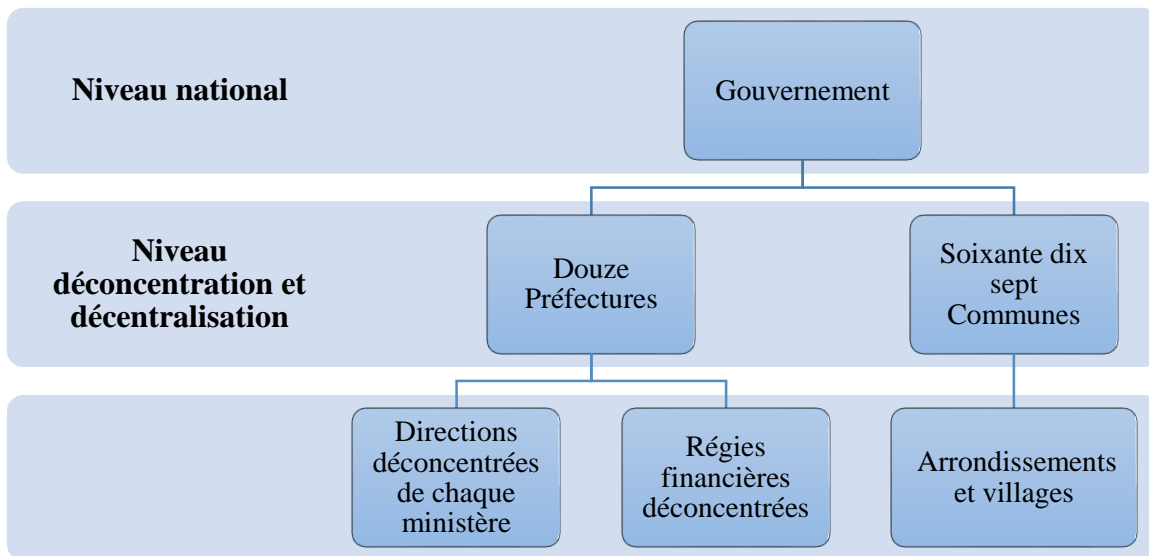 Niveau national
Gouvernement
Niveau
déconcentration et
décentralisation
Douze
Préfectures
Soixante dix
sept
Communes
Directions
déconcentrées
de chaque
ministère
Régies
financières
déconcentrées
Arrondissements
et villages